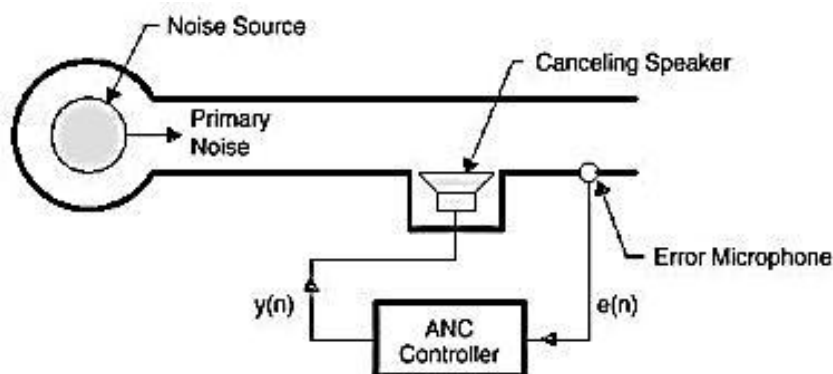 Noise Source
Canceling Speaker
Primary
Noise
Error Microphone
y(n)
e(n)
ANC
Controller